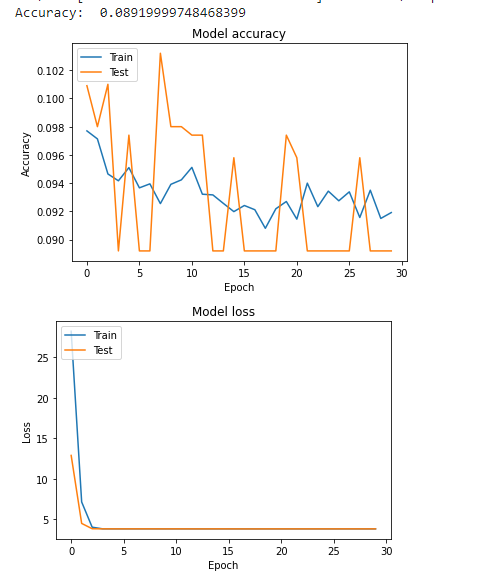 Accuracy:  0.08919999748468399
Model accuracy
Train
Test
0.102
0.100
0.098
0.096
0.094
0.092
0.090
Accuracy
0 5 10 15 20 25 30
Epoch
Model loss
Train
Test
25
20
15
10
5
Loss
0 5 10 15 20 25 30
Epoch